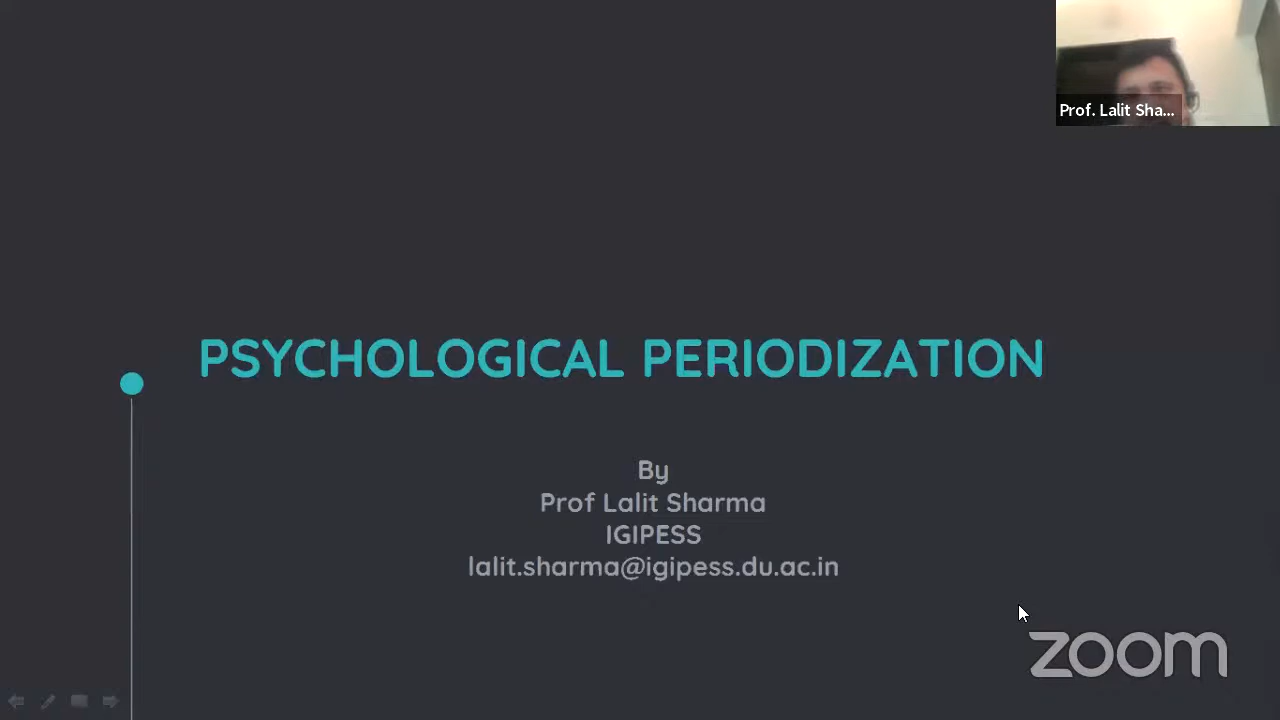 Prof. Lalit Sha...
PSYCHOLOGICAL PERIODIZATION
By
Prof Lalit Sharma
IGIPESS
lalit.sharma@igipess.du.ac.in
zoom